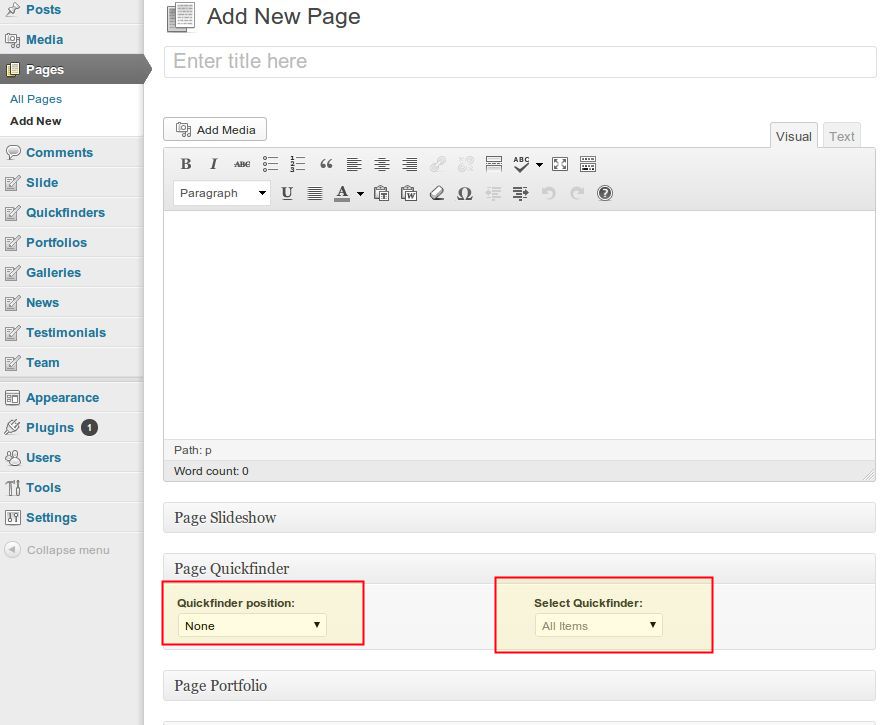 Posts
Media
Pages
All Pages
Add New
Comments
Slide
Quickfinders
Portfolios
Galleries
News
Testimonials
Team
Appearance
Plugins 1
Users
Tools
Settings
Collapse menu
Add New Page
Enter title here
Add Media
Visual Text
B I ABC ABC
Paragraph U A Ω
Path: p
Word count: 0
Page Slideshow
Page Quickfinder
Quickfinder position: Select Quickfinder:
None All Items
Page Portfolio